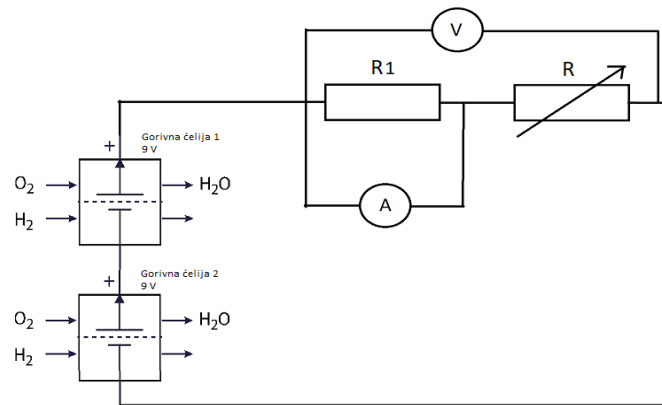 V
R1
R
+
Gorivna ćelija 1
9 V
O₂
H₂O
H₂
A
+
Gorivna ćelija 2
9 V
O₂
H₂O
H₂